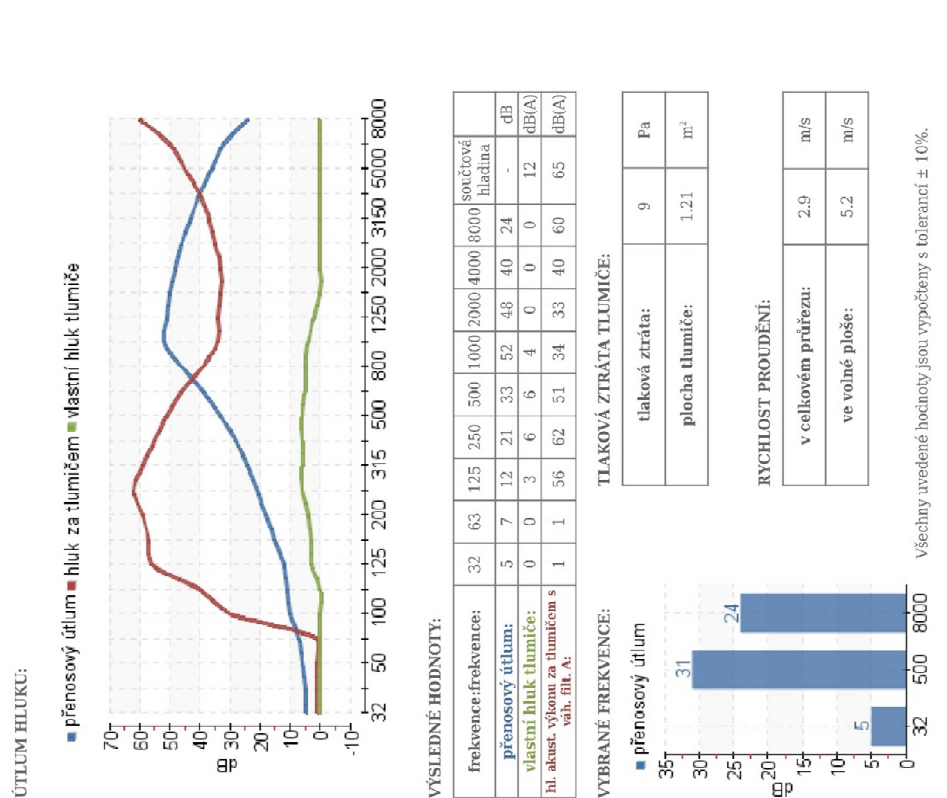 ÚTLUM HLUKU:
přenosový útlum hluk za tlumičem vlastní hluk tlumiče
70
60
50
40
30
20
10
0
-10
dB
32 50 100 125 200 315 500 800 1250 2000 3150 5000 8000
VÝSLEDNÉ HODNOTY:
frekvence::frekvence: 32 63 125 250 500 1000 2000 4000 8000 součtová hladina
přenosový útlum: 5 7 12 21 33 52 48 40 24 - dB
vlastní hluk tlumiče: 0 0 3 6 6 4 0 0 0 12 dB(A)
hl. akust. výkonu za tlumičem s váh. filt. A: 1 1 56 62 51 34 33 40 60 65 dB(A)
VYBRANÉ FREKVENCE:
přenosový útlum
35
30
25
20
15
10
5
0
dB
5 31 24
32 500 8000
TLAKOVÁ ZTRÁTA TLUMIČE:
tlaková ztráta: 9 Pa
plocha tlumiče: 1.21 m²
RYCHLOST PROUDĚNÍ:
v celkovém průřezu: 2.9 m/s
ve volné ploše: 5.2 m/s
Všechny uvedené hodnoty jsou vypočteny s tolerancí ± 10%.